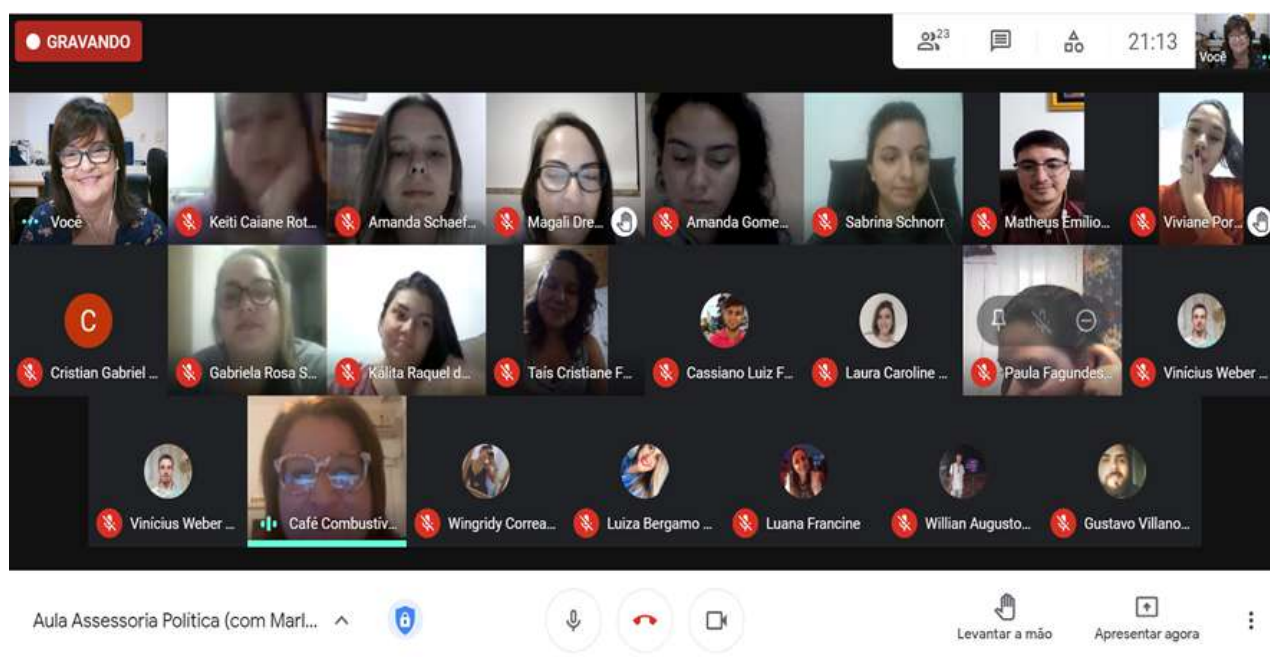 GRAVANDO
23
21:13
Você
Você
Keiti Caiane Rot...
Amanda Schaef...
Magali Dre...
Amanda Gome...
Sabrina Schnorr
Matheus Emílio...
Viviane Por...
C
Cristian Gabriel ...
Gabriela Rosa S...
Kálita Raquel d...
Taís Cristiane F...
Cassiano Luiz F...
Laura Caroline ...
Paula Fagundes...
Vinícius Weber ...
Vinícius Weber ...
Café Combustív...
Wingridy Correa...
Luiza Bergamo ...
Luana Francine
Willian Augusto...
Gustavo Villano...
Aula Assessoria Política (com Marl...
Levantar a mão
Apresentar agora